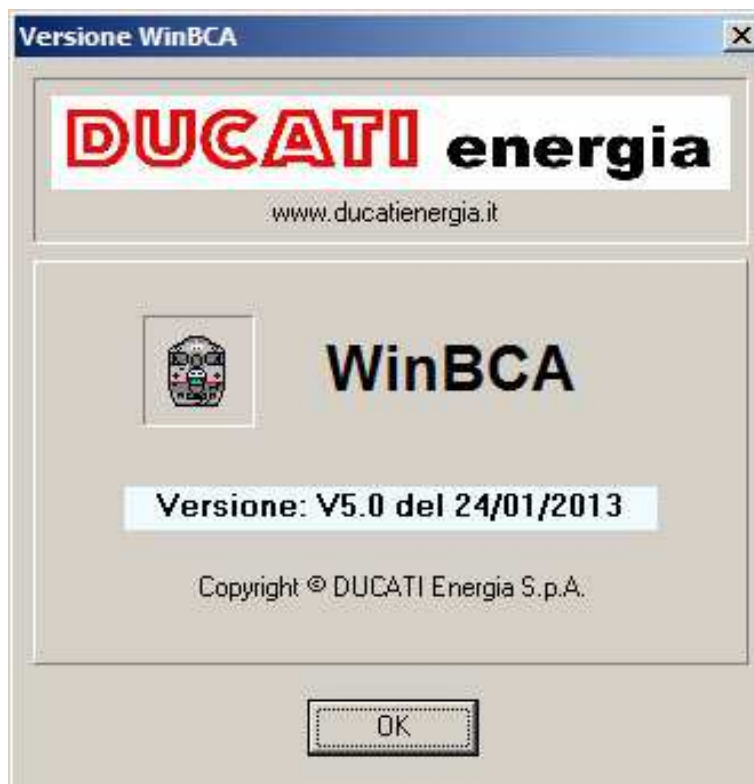 Versione WinBCA
DUCATI energia
www.ducatienergia.it
WinBCA
Versione: V5.0 del 24/01/2013
Copyright © DUCATI Energia S.p.A.
OK